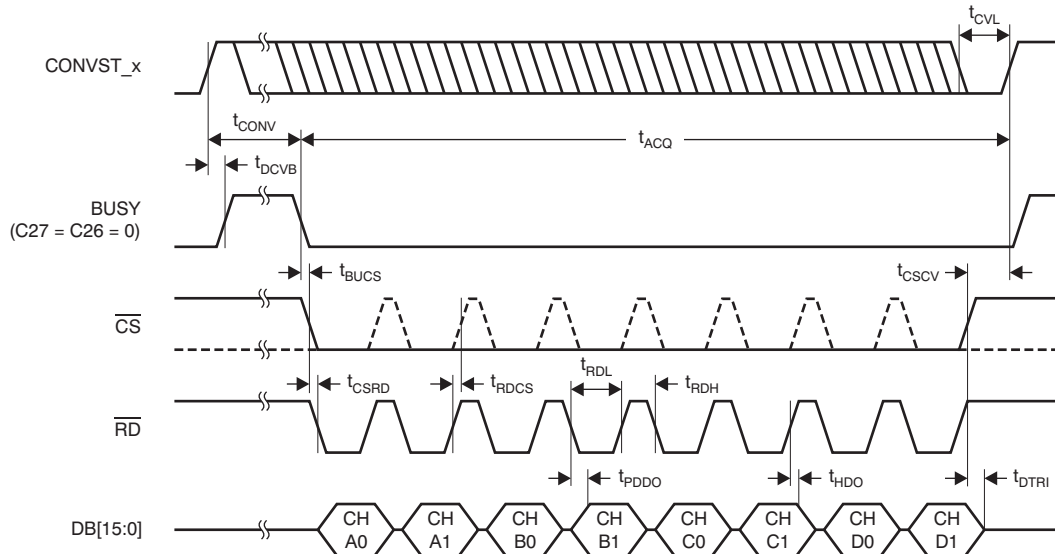 t_CVL
CONVST_x
t_CONV
t_ACQ
t_DCVB
BUSY
(C27 = C26 = 0)
t_BUCS
t_CSCV
CS
t_CSRD
t_RDCS
t_RDL
t_RDH
RD
t_PDDO
t_HDO
t_DTRI
DB[15:0]
CH A0
CH A1
CH B0
CH B1
CH C0
CH C1
CH D0
CH D1